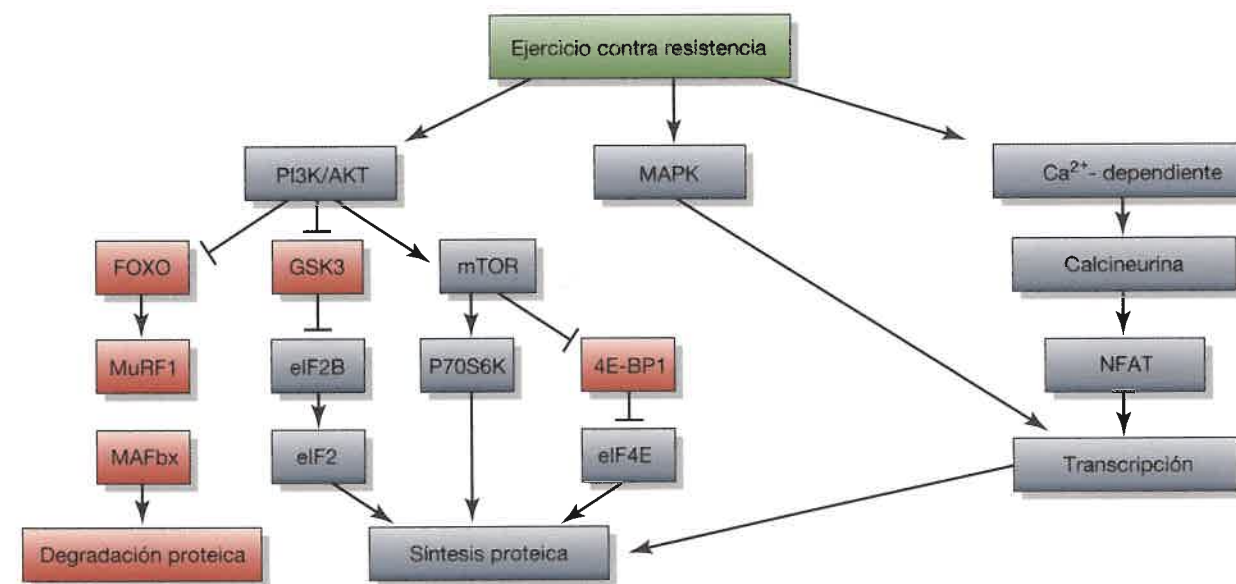 Ejercicio contra resistencia
PI3K/AKT
MAPK
Ca²⁺- dependiente
FOXO
GSK3
mTOR
Calcineurina
MuRF1
eIF2B
P70S6K
4E-BP1
NFAT
MAFbx
eIF2
eIF4E
Transcripción
Degradación proteica
Síntesis proteica